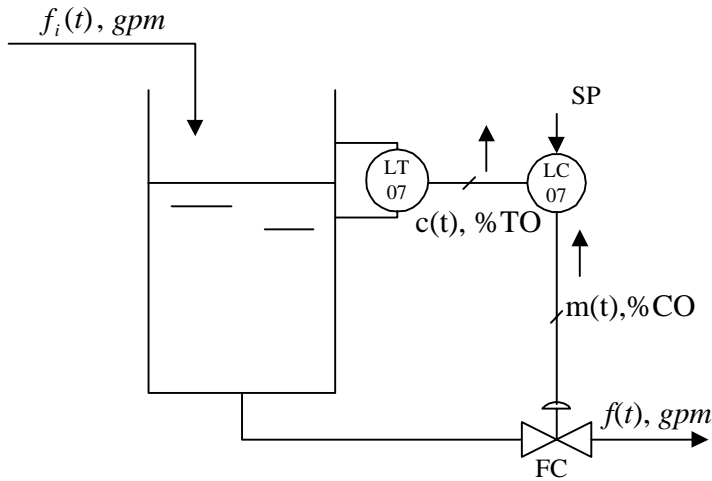 f_i(t), gpm
SP
LT
07
LC
07
c(t), %TO
m(t),%CO
f(t), gpm
FC